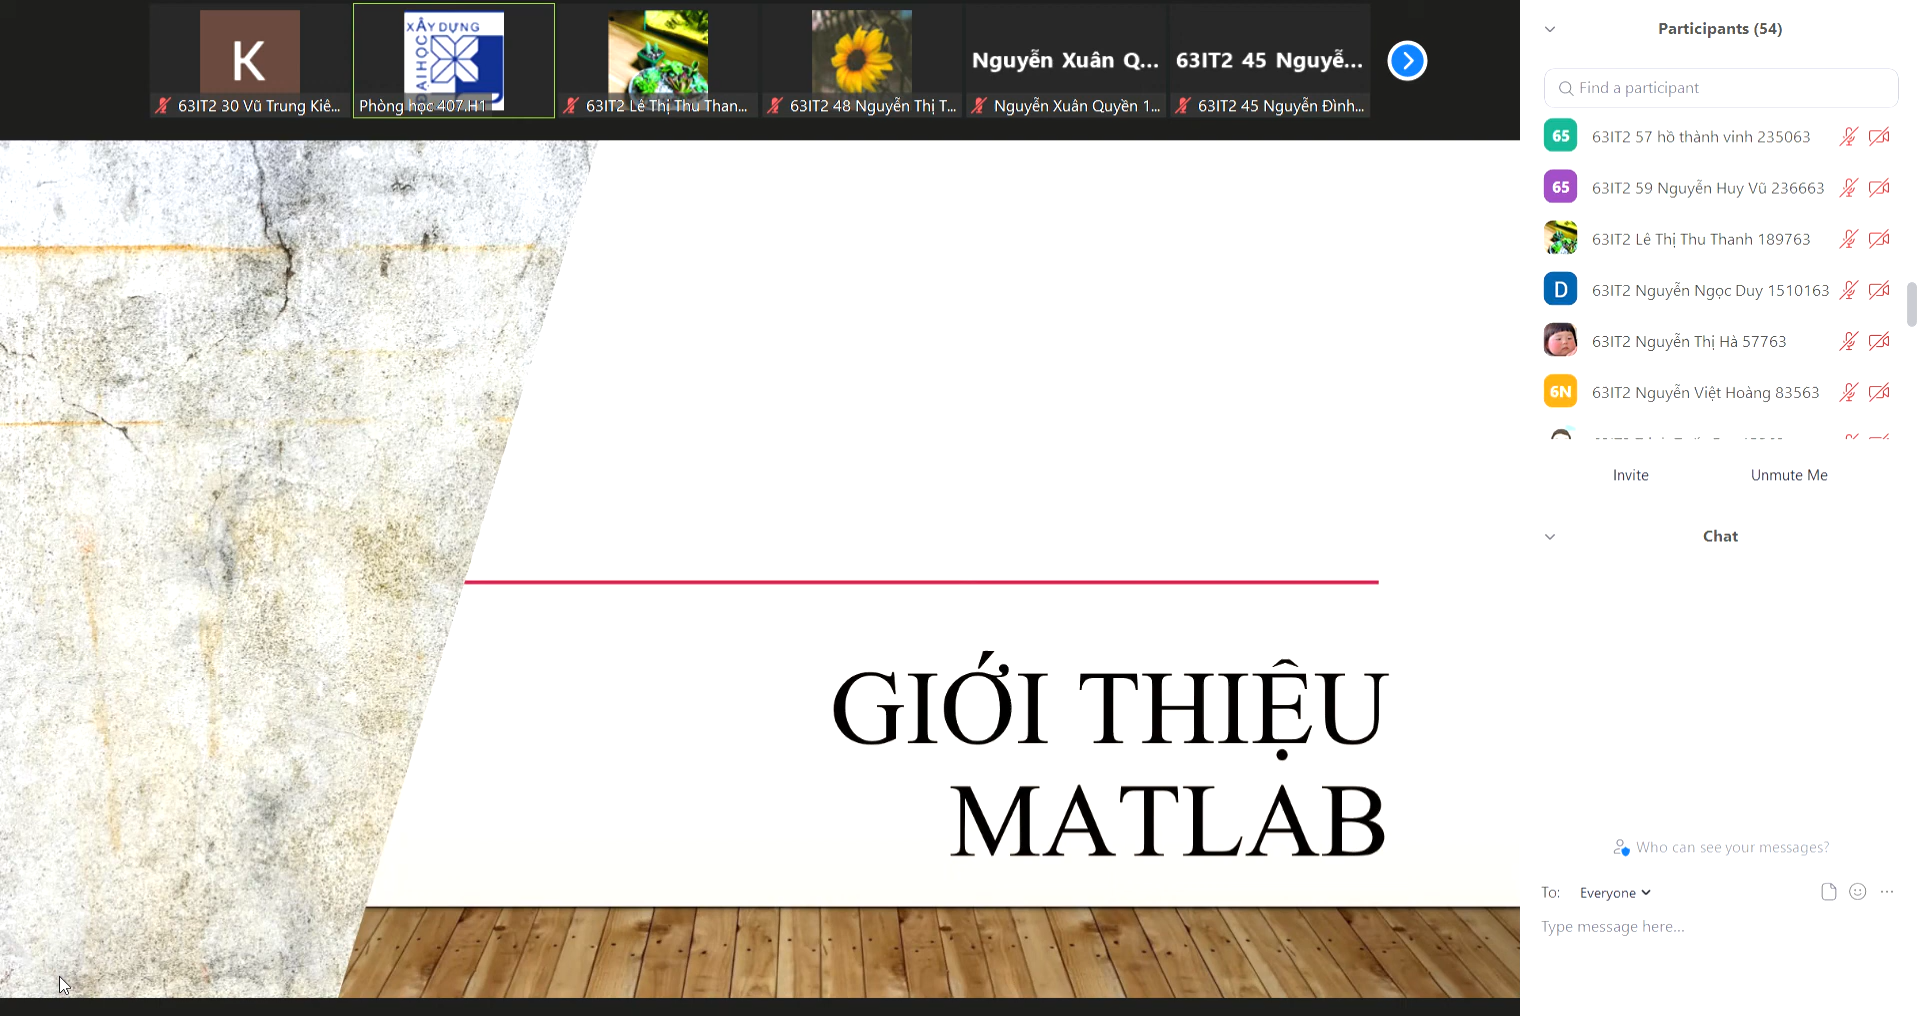 K
XÂY DỰNG
ĐẠI HỌC
Nguyễn Xuân Q...
63IT2 45 Nguyễ...
63IT2 30 Vũ Trung Kiê...
Phòng học 407.H1
63IT2 Lê Thị Thu Than...
63IT2 48 Nguyễn Thị T...
Nguyễn Xuân Quyền 1...
63IT2 45 Nguyễn Đình...
GIỚI THIỆU
MATLAB
Participants (54)
Find a participant
65 63IT2 57 hồ thành vinh 235063
65 63IT2 59 Nguyễn Huy Vũ 236663
63IT2 Lê Thị Thu Thanh 189763
D 63IT2 Nguyễn Ngọc Duy 1510163
63IT2 Nguyễn Thị Hà 57763
6N 63IT2 Nguyễn Việt Hoàng 83563
Invite Unmute Me
Chat
Who can see your messages?
To: Everyone
Type message here...